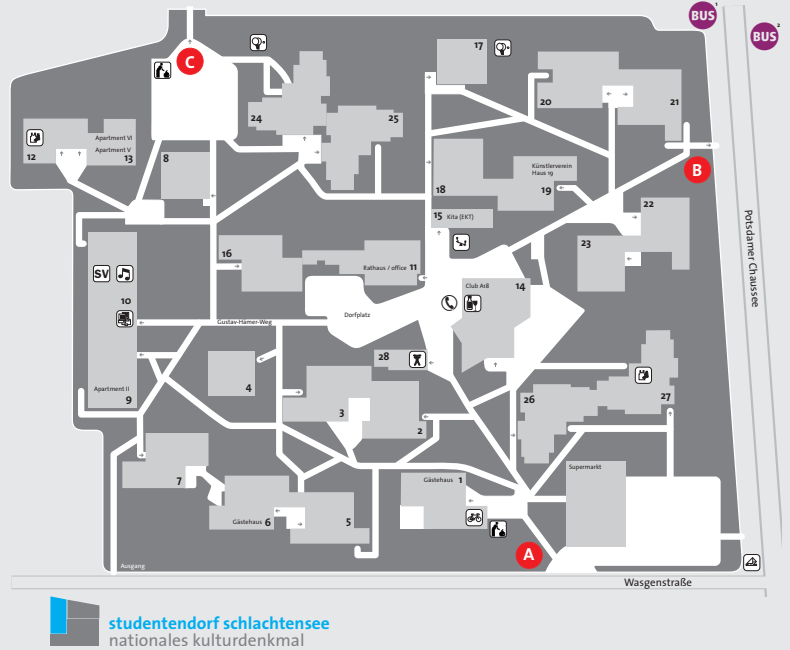 BUS 1
BUS 2
C
17
20
21
24
25
Apartment VI
Apartment V
12
13
8
18
Künstlerverein
Haus 19
19
B
15 Kita (EKT)
22
23
16
Rathaus / office 11
SV
10
Club A18
14
Dorfplatz
Gustav-Hämer-Weg
Potsdamer Chaussee
28
4
Apartment II
9
3
2
26
27
7
Gästehaus 1
Supermarkt
Gästehaus 6
5
A
Ausgang
Wasgenstraße
studentendorf schlachtensee
nationales kulturdenkmal